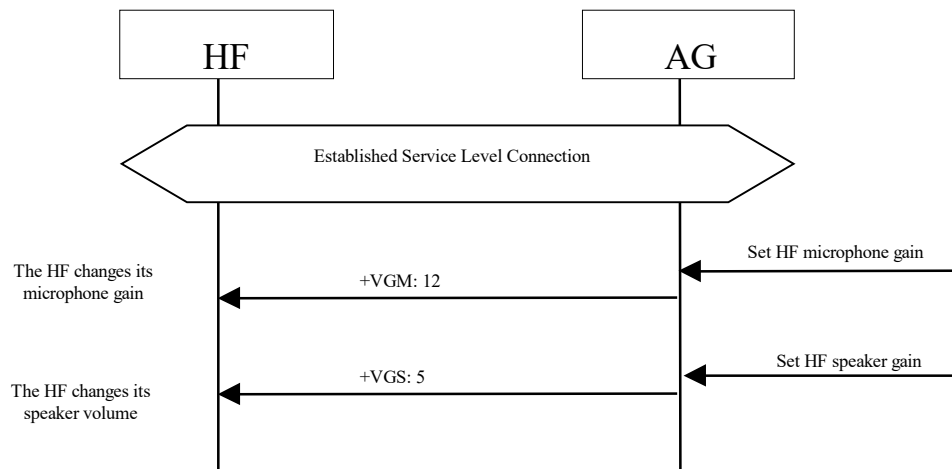 HF
AG
Established Service Level Connection
Set HF microphone gain
The HF changes its
microphone gain
+VGM: 12
Set HF speaker gain
+VGS: 5
The HF changes its
speaker volume